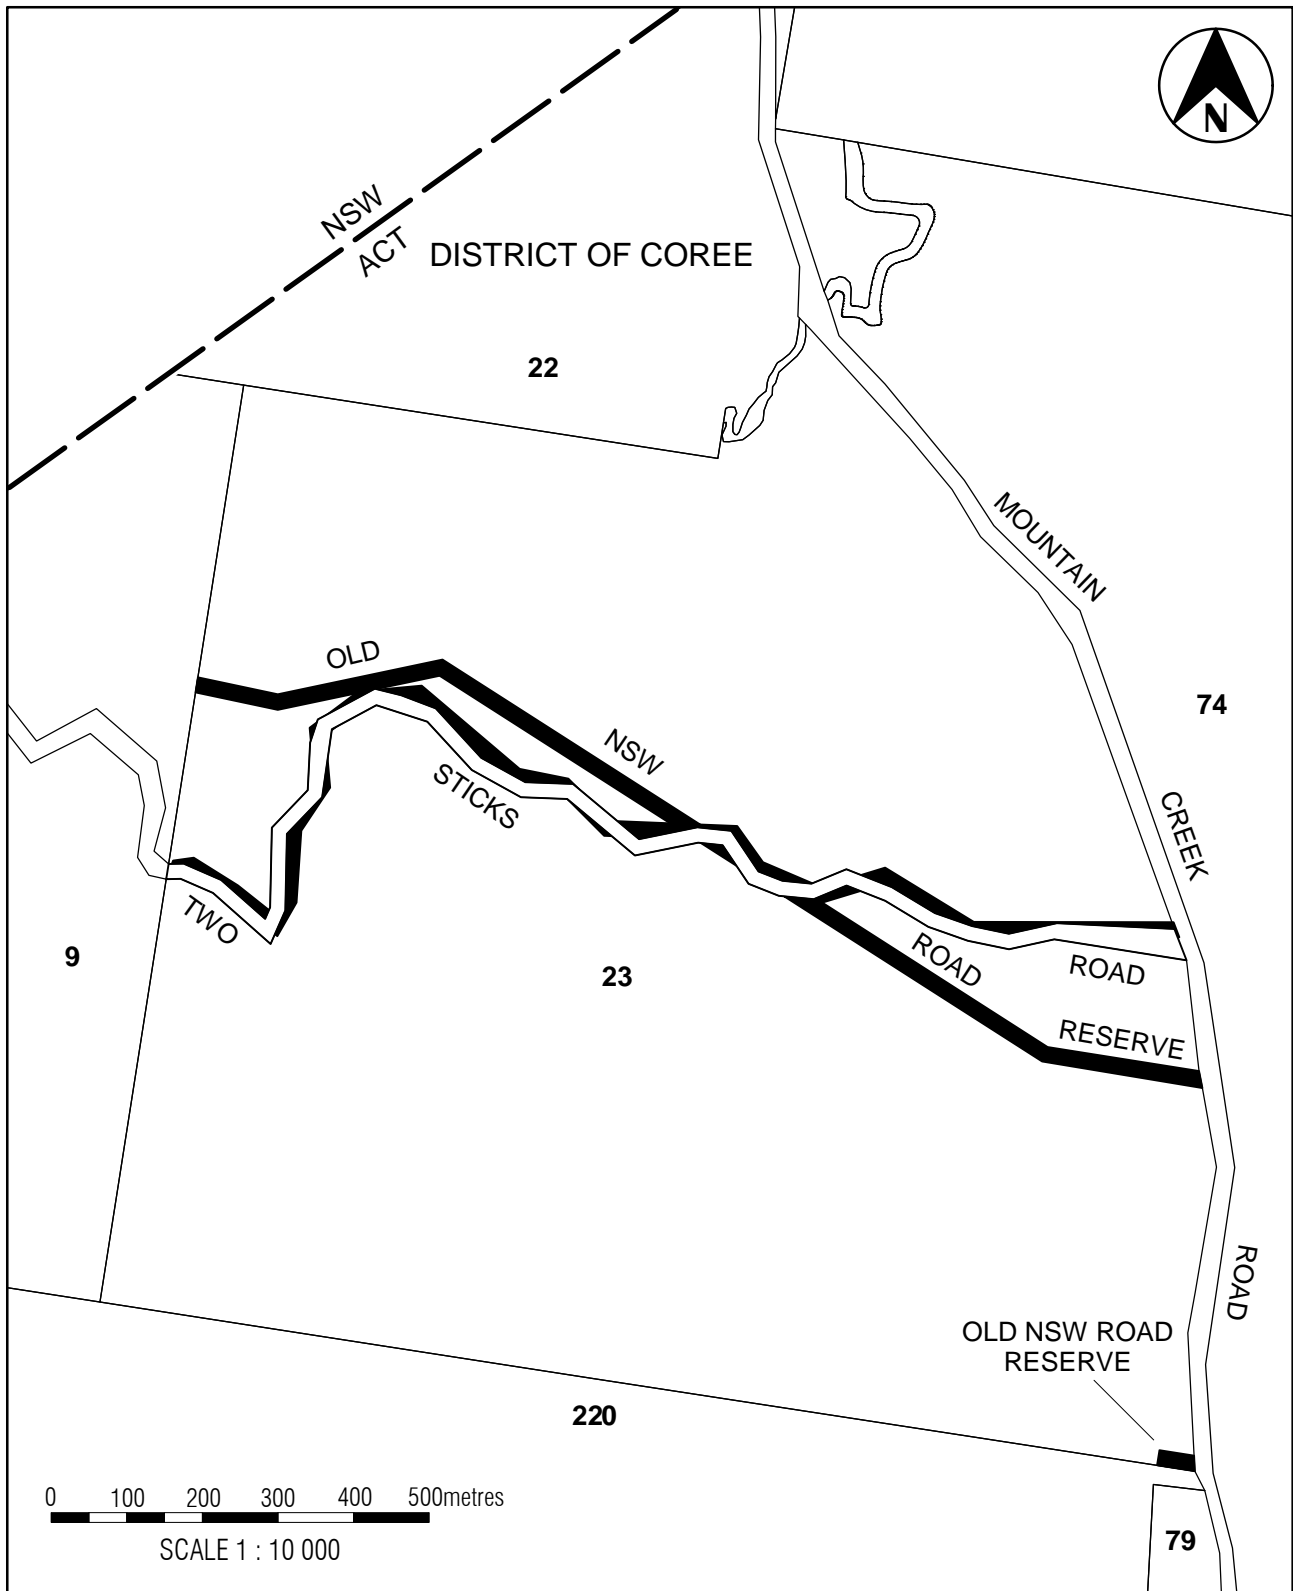 N
NSW
ACT
DISTRICT OF COREE
22
MOUNTAIN
CREEK
ROAD
74
OLD
NSW
ROAD
RESERVE
TWO
STICKS
ROAD
9
23
OLD NSW ROAD
RESERVE
220
79
0 100 200 300 400 500metres
SCALE 1 : 10 000